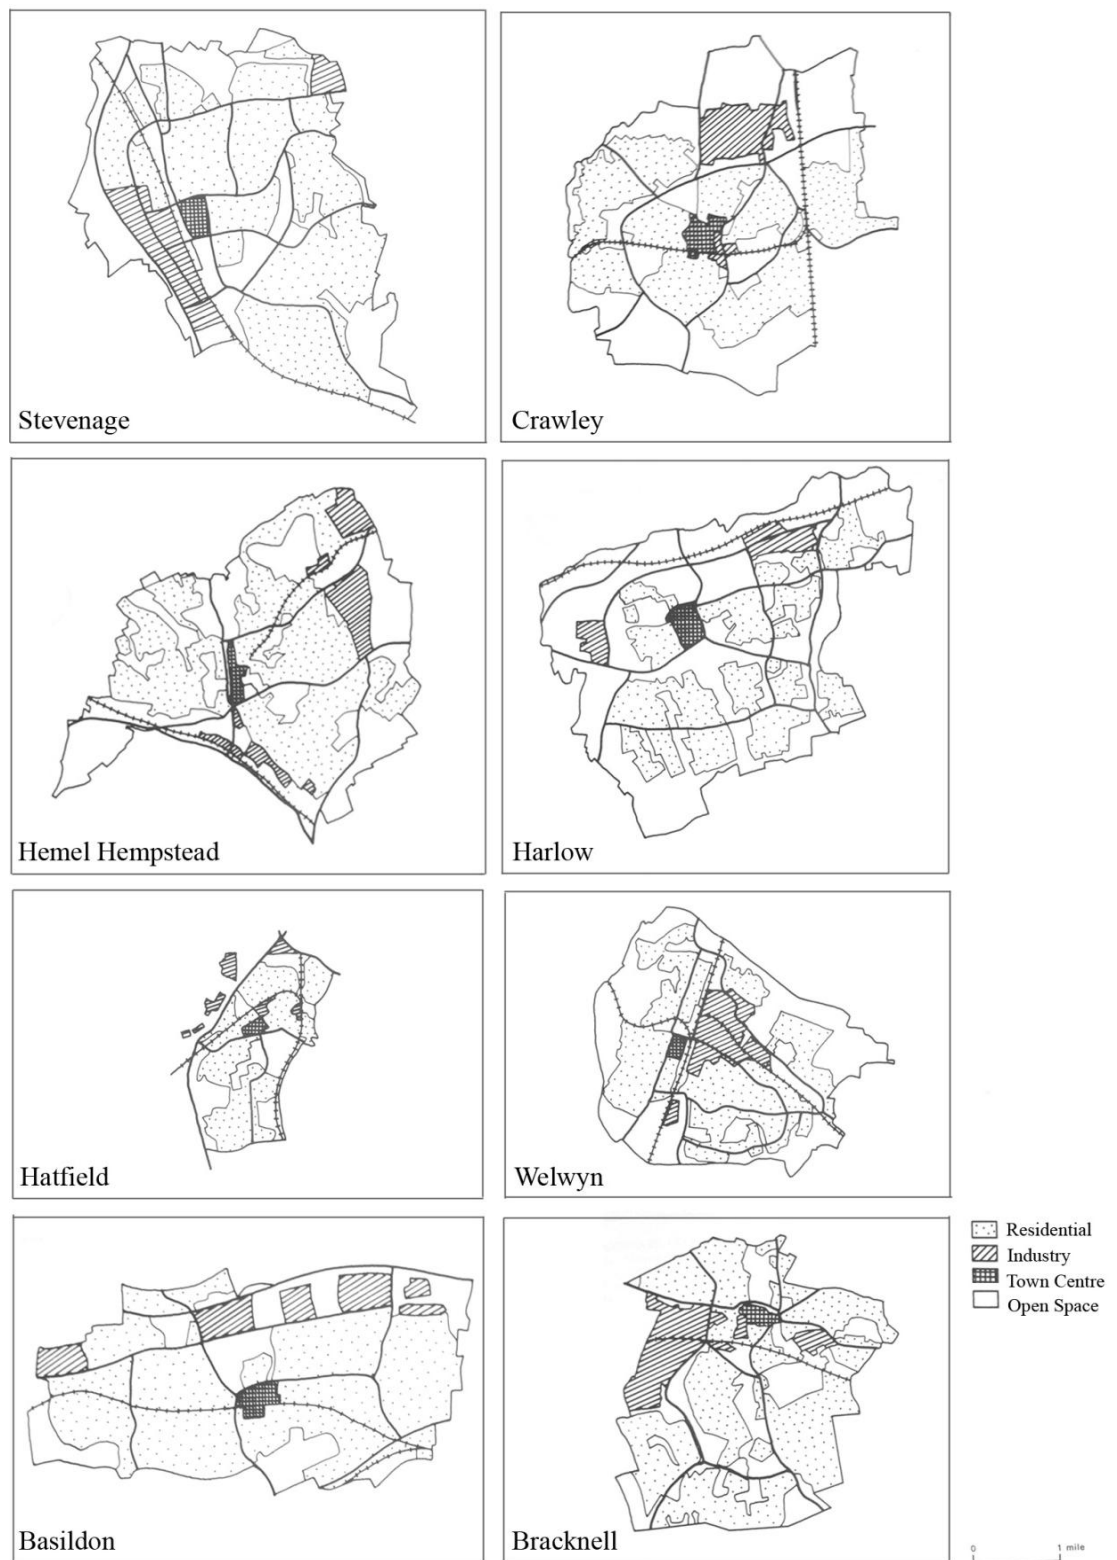 Stevenage
Crawley
Hemel Hempstead
Harlow
Hatfield
Welwyn
Residential
Industry
Town Centre
Open Space
Basildon
Bracknell
0 1 mile